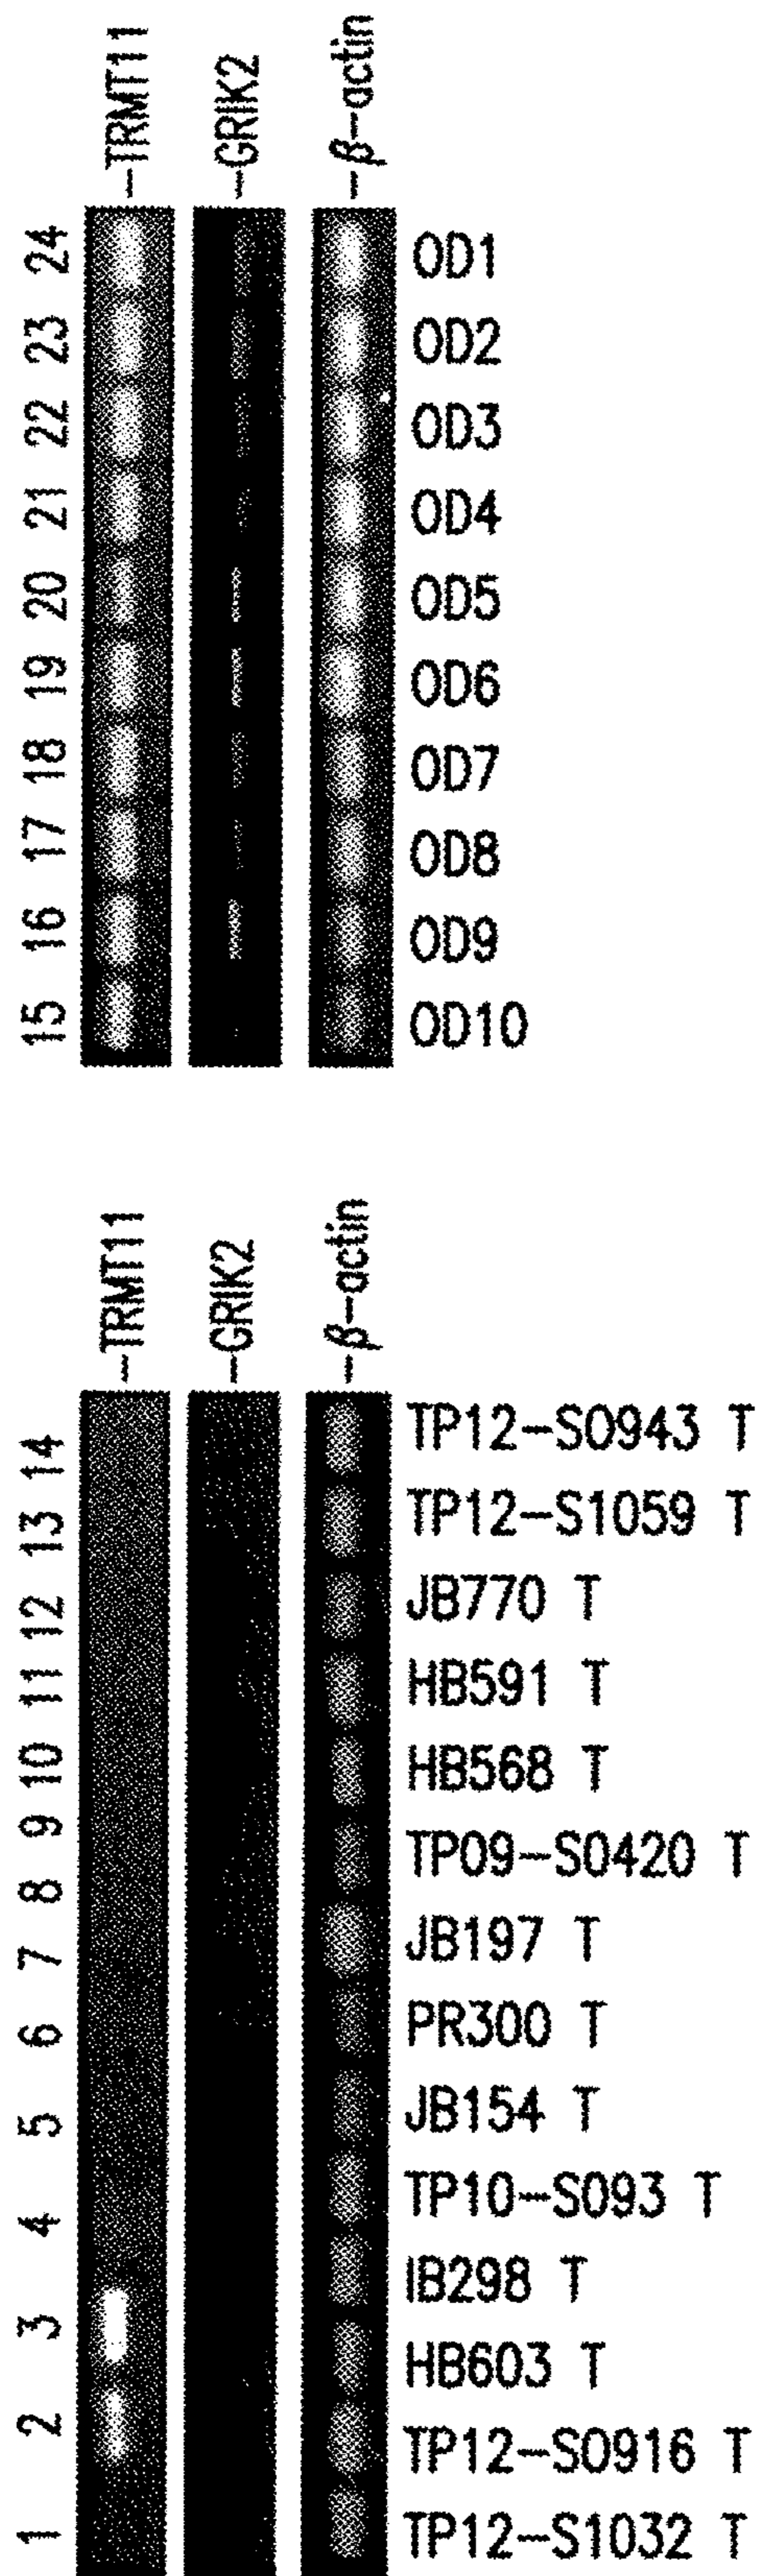 1 2 3 4 5 6 7 8 9 10 11 12 13 14
–TRMT11
–GRIK2
–β–actin
TP12–S1032 T
TP12–S0916 T
HB603 T
IB298 T
TP10–S093 T
JB154 T
PR300 T
JB197 T
TP09–S0420 T
HB568 T
HB591 T
JB770 T
TP12–S1059 T
TP12–S0943 T
15 16 17 18 19 20 21 22 23 24
–TRMT11
–GRIK2
–β–actin
OD10
OD9
OD8
OD7
OD6
OD5
OD4
OD3
OD2
OD1